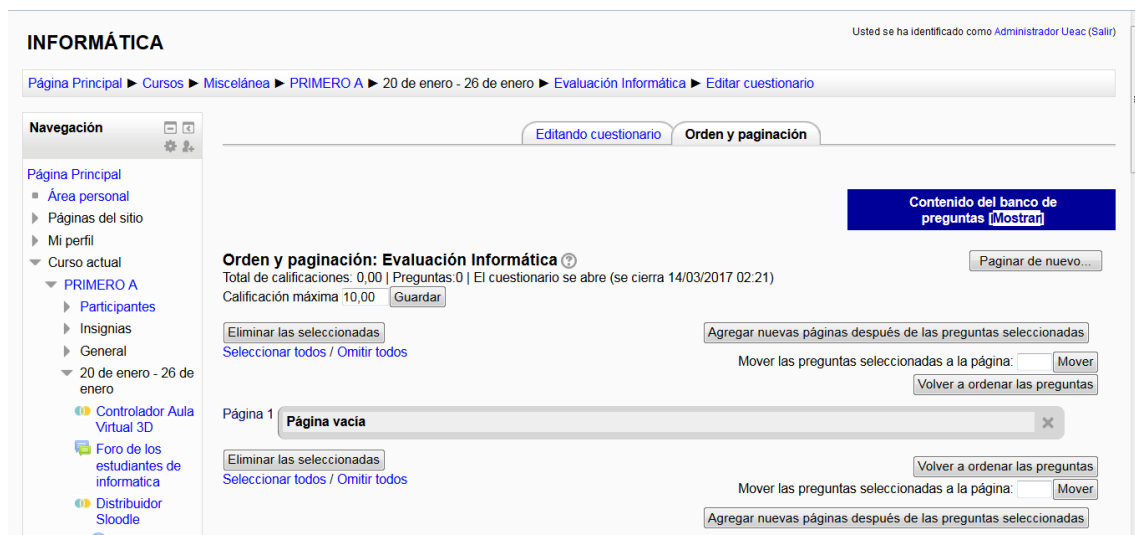 INFORMÁTICA
Usted se ha identificado como Administrador Ueac (Salir)
Página Principal ► Cursos ► Miscelánea ► PRIMERO A ► 20 de enero - 26 de enero ► Evaluación Informática ► Editar cuestionario
Navegación
Página Principal
Área personal
Páginas del sitio
Mi perfil
Curso actual
PRIMERO A
Participantes
Insignias
General
20 de enero - 26 de
enero
Controlador Aula
Virtual 3D
Foro de los
estudiantes de
informatica
Distribuidor
Sloodle
Editando cuestionario
Orden y paginación
Contenido del banco de
preguntas [Mostrar]
Orden y paginación: Evaluación Informática
Paginar de nuevo...
Total de calificaciones: 0,00 | Preguntas:0 | El cuestionario se abre (se cierra 14/03/2017 02:21)
Calificación máxima 10,00 Guardar
Eliminar las seleccionadas
Agregar nuevas páginas después de las preguntas seleccionadas
Seleccionar todos / Omitir todos
Mover las preguntas seleccionadas a la página: Mover
Volver a ordenar las preguntas
Página 1
Página vacía
Eliminar las seleccionadas
Volver a ordenar las preguntas
Seleccionar todos / Omitir todos
Mover las preguntas seleccionadas a la página: Mover
Agregar nuevas páginas después de las preguntas seleccionadas